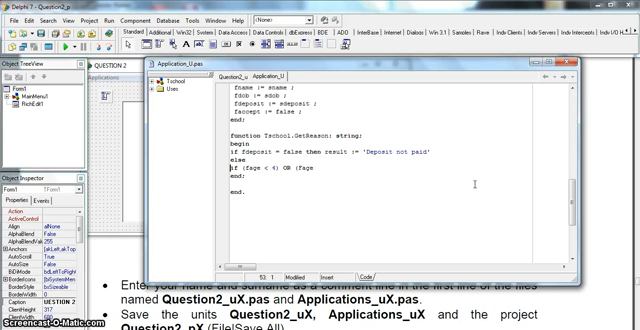 Delphi 7 - Question2_p
File Edit Search View Project Run Component Database Tools Window Help
<None>
Standard Additional Win32 System Data Access Data Controls dbExpress BDE ADO InterBase Internet Dialogs Win 3.1 Samples Rave Indy Clients Indy Servers Indy Intercepts Indy I/O H
Object TreeView
Form1
MainMenu1
RichEdit1
QUESTION 2
Applications
Application_U.pas
Tschool
Uses
Question2_u Application_U
fname := sname ;
fdob := sdob ;
fdeposit := sdeposit ;
faccept := false ;
end;
function Tschool.GetReason: string;
begin
if fdeposit = false then result := 'Deposit not paid'
else
if (fage < 4) OR (Fage
end;
end.
53: 1 Modified Insert Code
Object Inspector
Form1 TForm1
Properties Events
Action
ActiveControl
Align alNone
AlphaBlend False
AlphaBlendValue 255
Anchors [akLeft,akTop
AutoScroll True
AutoSize False
BiDiMode bdLeftToRight
BorderIcons [biSystemMen
BorderStyle bsSizeable
BorderWidth 0
Caption UESTION 2
ClientHeight 317
ClientWidth 680
Enter your name and surname as a comment line in the first line of the files
named Question2_uX.pas and Applications_uX.pas.
Save the units Question2_uX, Applications_uX and the project
Question2_pX (File|Save All)
Screencast-O-Matic.com